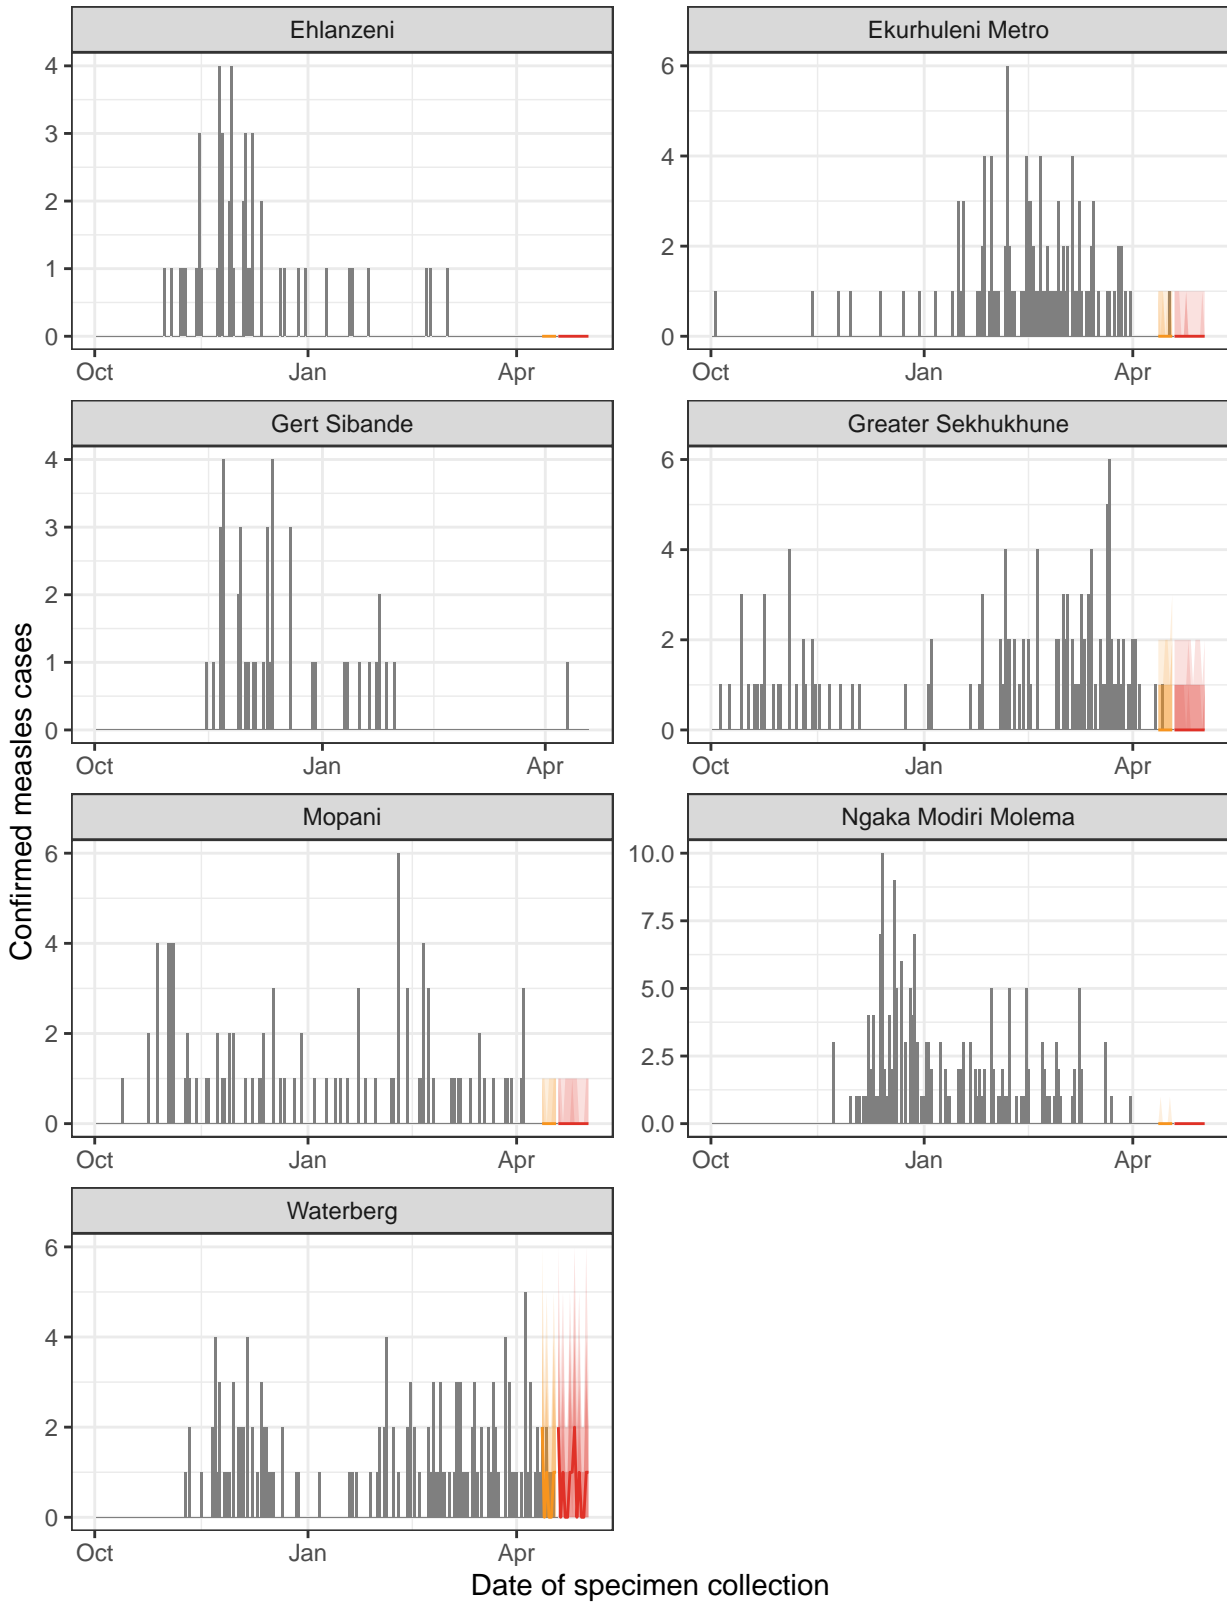 Ehlanzeni
Ekurhuleni Metro
4
3
2
1
0
Oct
Jan
Apr
6
4
2
0
Oct
Jan
Apr
Gert Sibande
Greater Sekhukhune
4
3
2
1
0
Oct
Jan
Apr
6
4
2
0
Oct
Jan
Apr
Confirmed measles cases
Mopani
Ngaka Modiri Molema
6
4
2
0
Oct
Jan
Apr
10.0
7.5
5.0
2.5
0.0
Oct
Jan
Apr
Waterberg
6
4
2
0
Oct
Jan
Apr
Date of specimen collection